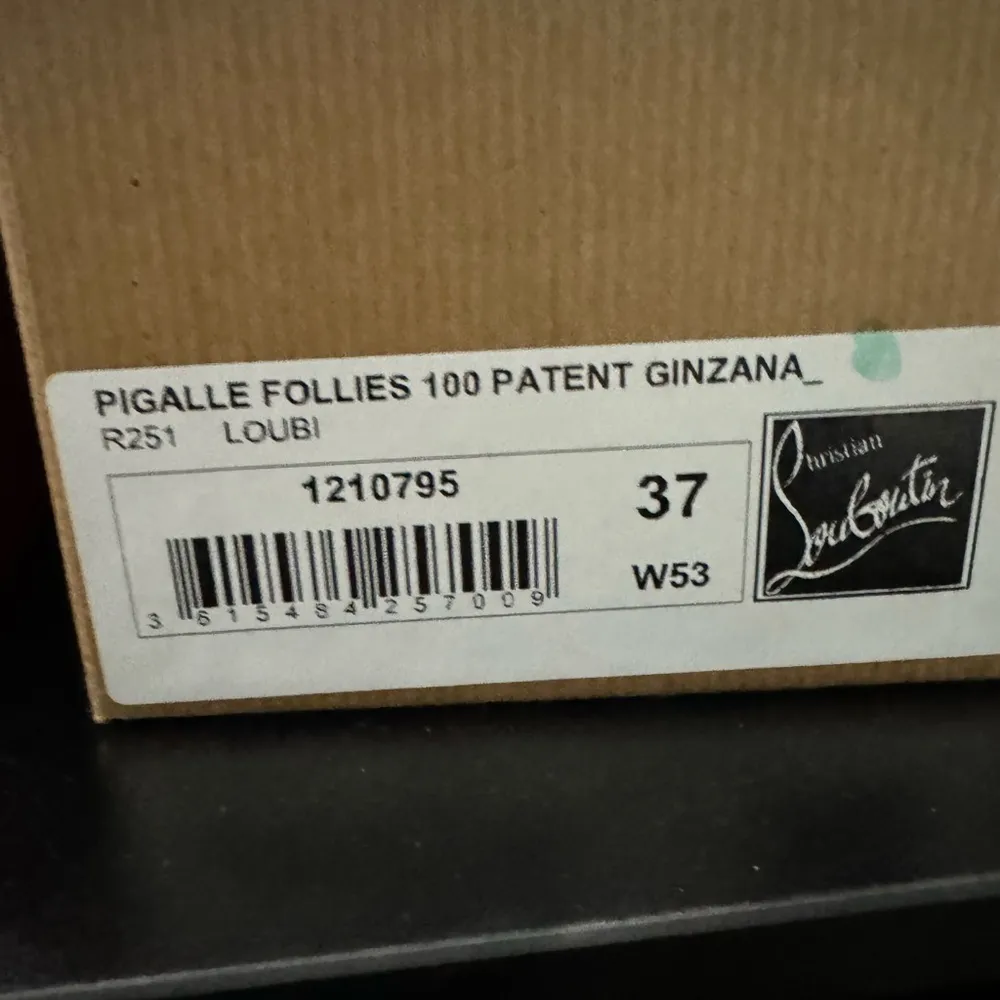 PIGALLE FOLLIES 100 PATENT GINZANA_
R251 LOUBI
1210795
37
W53
3 615484 257009
Christian
Louboutin